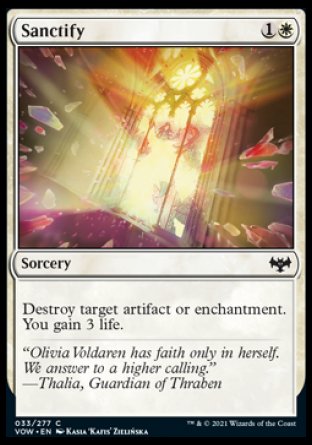 Sanctify 1
Sorcery
Destroy target artifact or enchantment.
You gain 3 life.
“Olivia Voldaren has faith only in herself.
We answer to a higher calling.”
—Thalia, Guardian of Thraben
033/277 C
VOW • EN Kasia 'Kafis' Zielińska
™ & © 2021 Wizards of the Coast